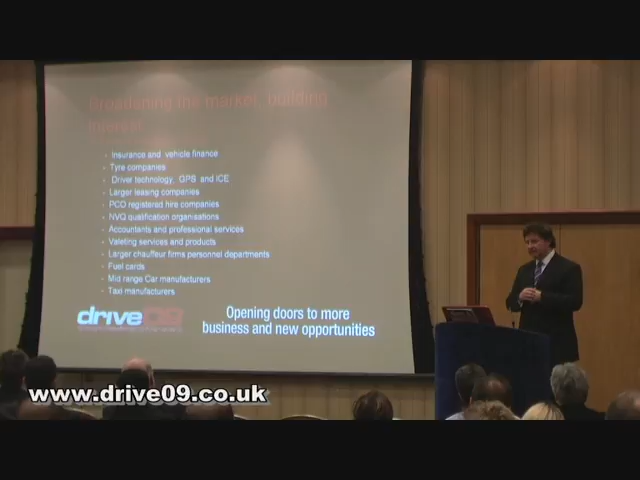 Broadening the market, building
interest
- Insurance and vehicle finance
- Tyre companies
- Driver technology, GPS and ICE
- Larger leasing companies
- PCO registered hire companies
- NVQ qualification organisations
- Accountants and professional services
- Valeting services and products
- Larger chauffeur firms personnel departments
- Fuel cards
- Mid range Car manufacturers
- Taxi manufacturers
drive09
Opening doors to more
business and new opportunities
www.drive09.co.uk